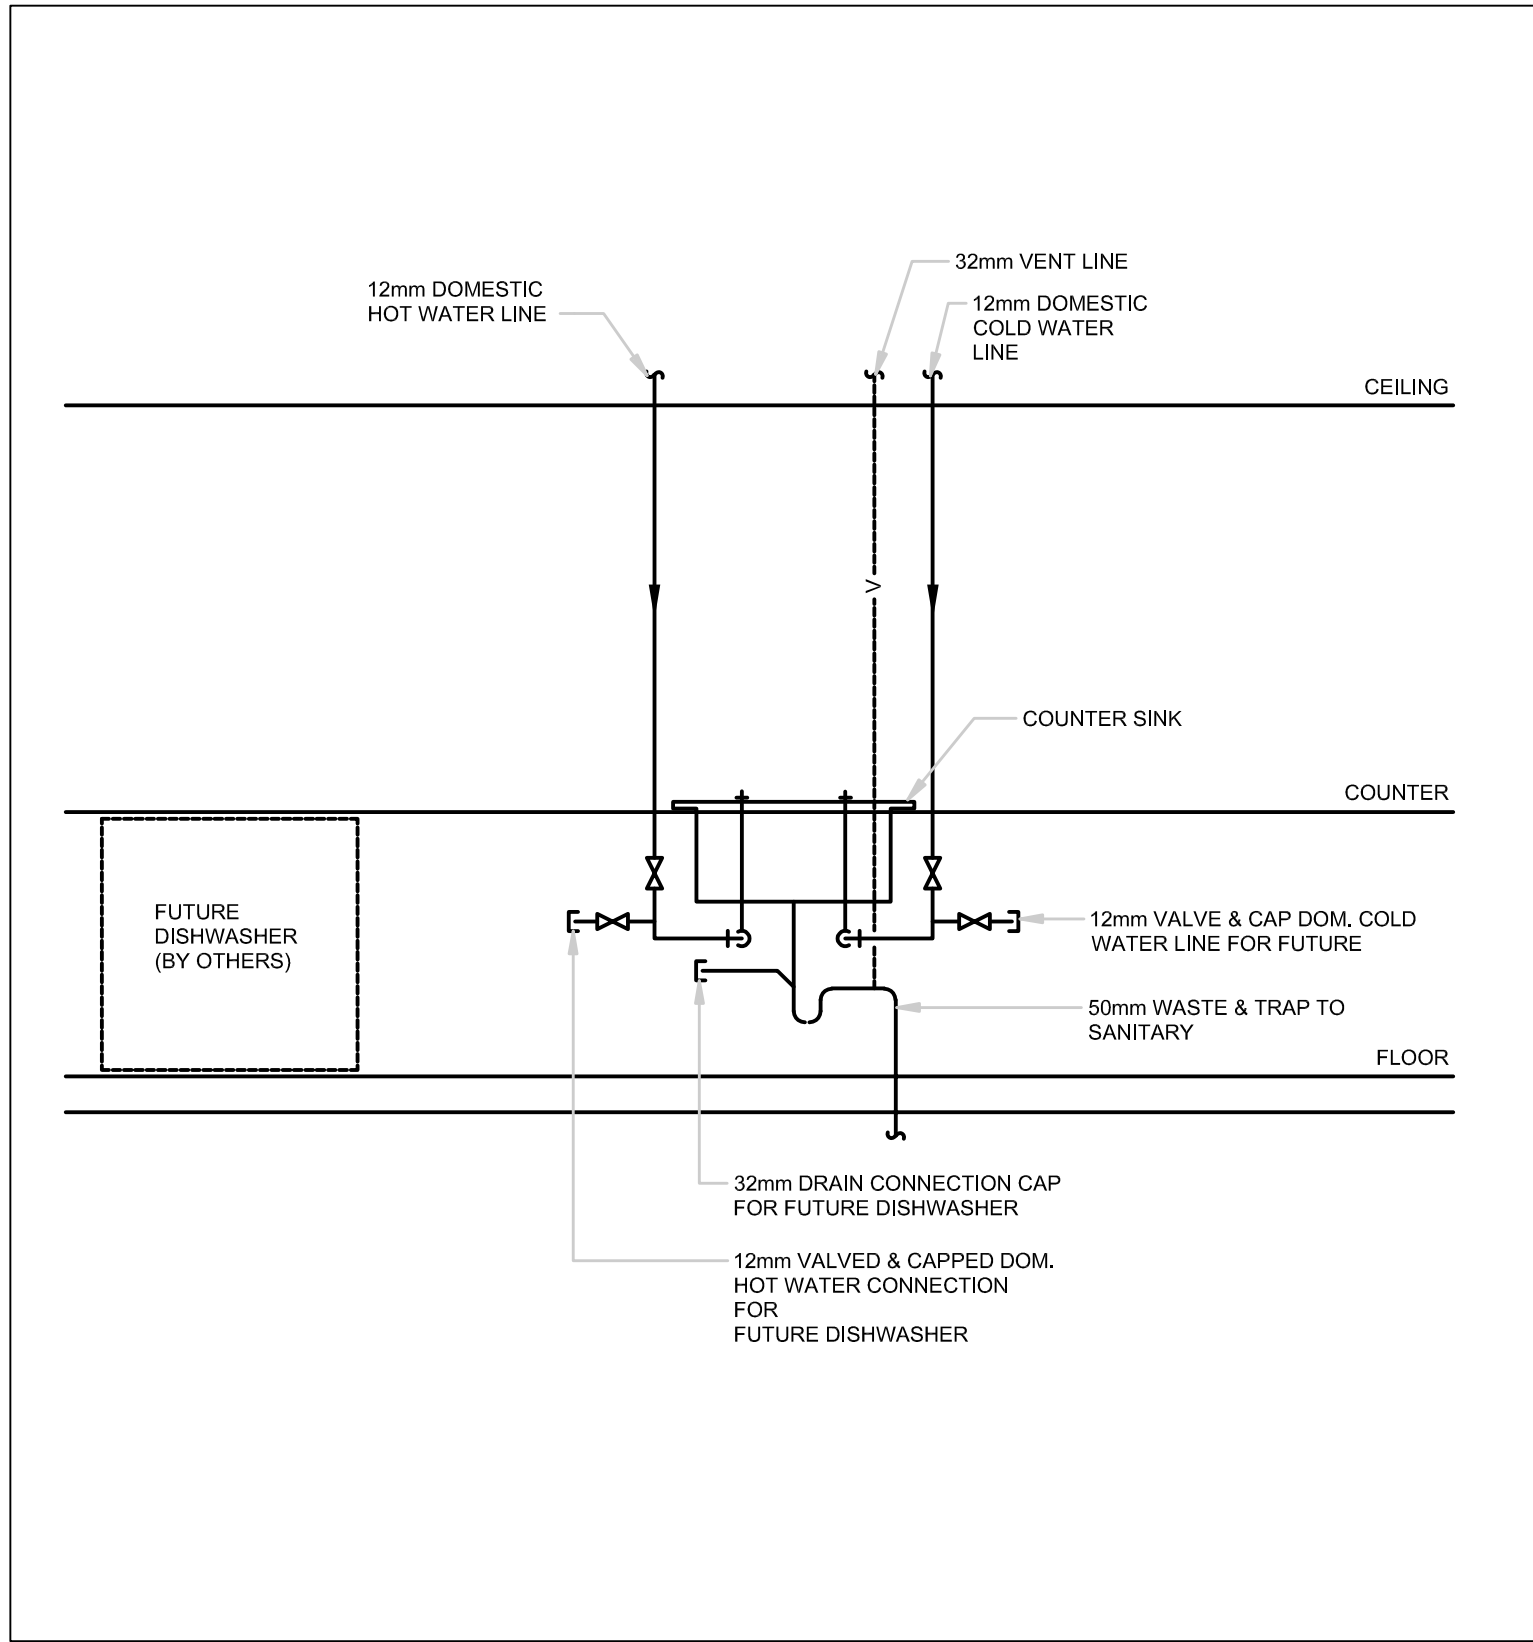 32mm VENT LINE
12mm DOMESTIC
HOT WATER LINE
12mm DOMESTIC
COLD WATER
LINE
CEILING
V
COUNTER SINK
COUNTER
FUTURE
DISHWASHER
(BY OTHERS)
12mm VALVE & CAP DOM. COLD
WATER LINE FOR FUTURE
50mm WASTE & TRAP TO
SANITARY
FLOOR
32mm DRAIN CONNECTION CAP
FOR FUTURE DISHWASHER
12mm VALVED & CAPPED DOM.
HOT WATER CONNECTION
FOR
FUTURE DISHWASHER